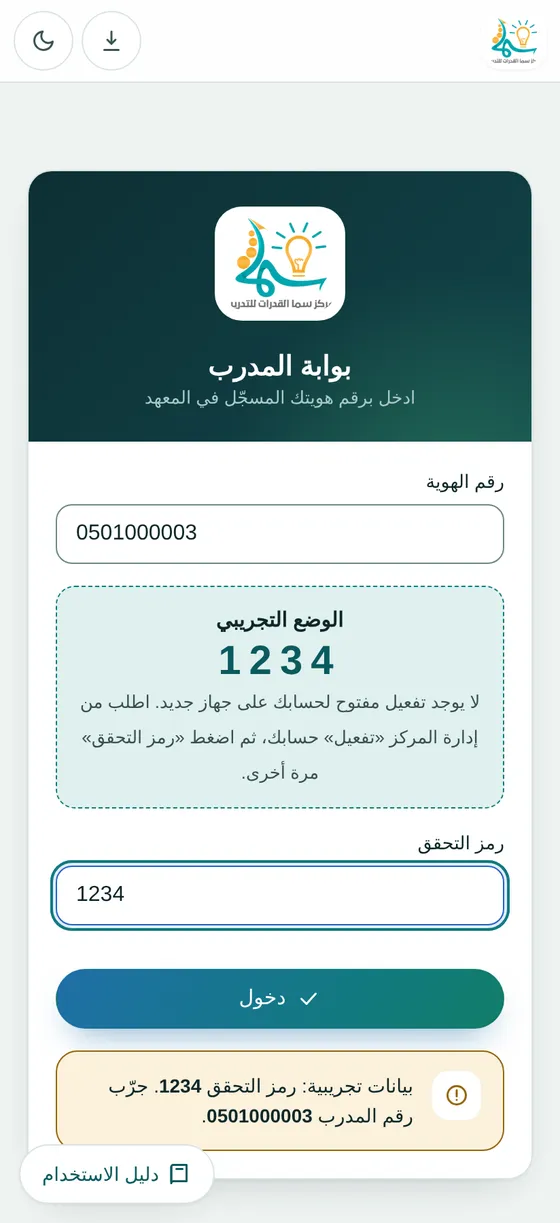 مركز سما القدرات للتدريب
بوابة المدرب
ادخل برقم هويتك المسجّل في المعهد
رقم الهوية
0501000003
الوضع التجريبي
1234
لا يوجد تفعيل مفتوح لحسابك على جهاز جديد. اطلب من
إدارة المركز «تفعيل» حسابك، ثم اضغط «رمز التحقق»
مرة أخرى.
رمز التحقق
1234
دخول
بيانات تجريبية: رمز التحقق 1234. جرّب
رقم المدرب 0501000003.
دليل الاستخدام